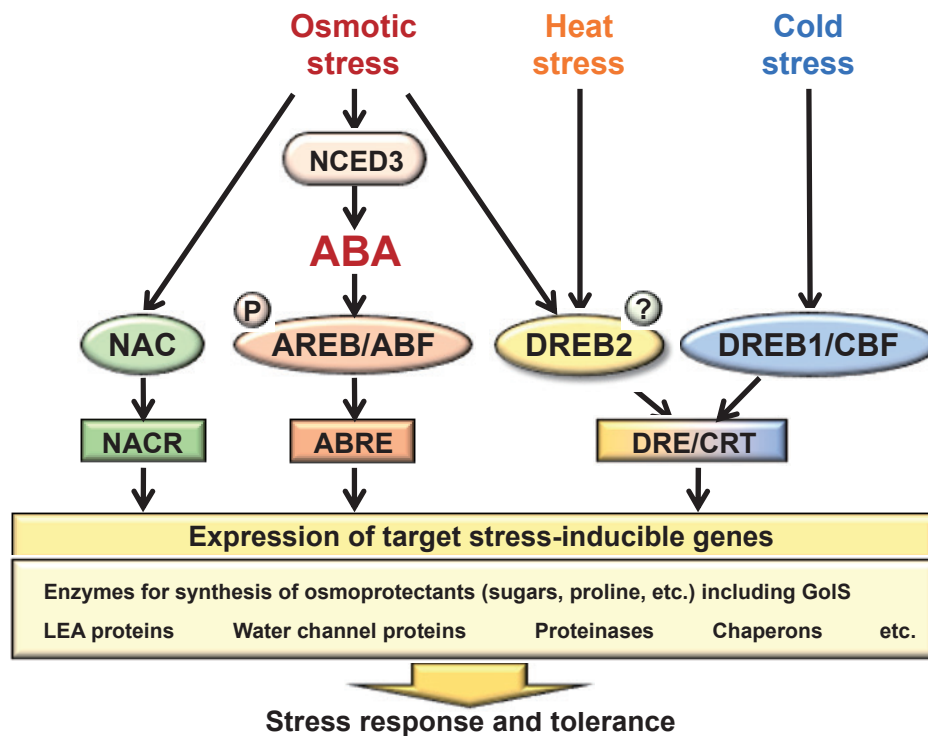 Osmotic
stress
Heat
stress
Cold
stress
NCED3
ABA
P
?
NAC
AREB/ABF
DREB2
DREB1/CBF
NACR
ABRE
DRE/CRT
Expression of target stress-inducible genes
Enzymes for synthesis of osmoprotectants (sugars, proline, etc.) including GolS
LEA proteins Water channel proteins Proteinases Chaperons etc.
Stress response and tolerance